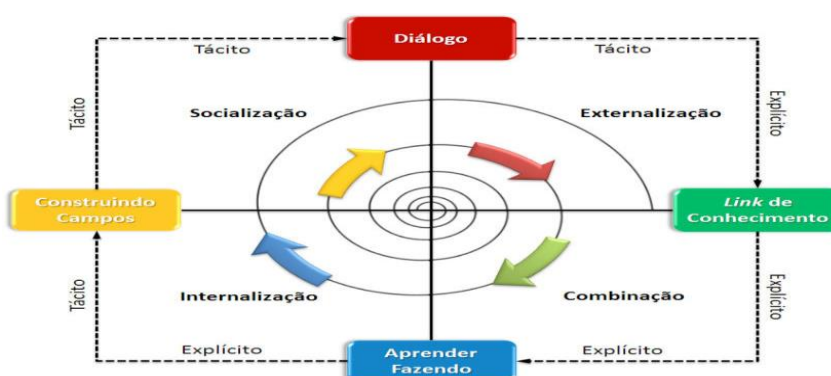 Diálogo
Tácito
Tácito
Tácito
Explícito
Socialização
Externalização
Construindo
Campos
Link de
Conhecimento
Tácito
Explícito
Internalização
Combinação
Explícito
Explícito
Aprender
Fazendo